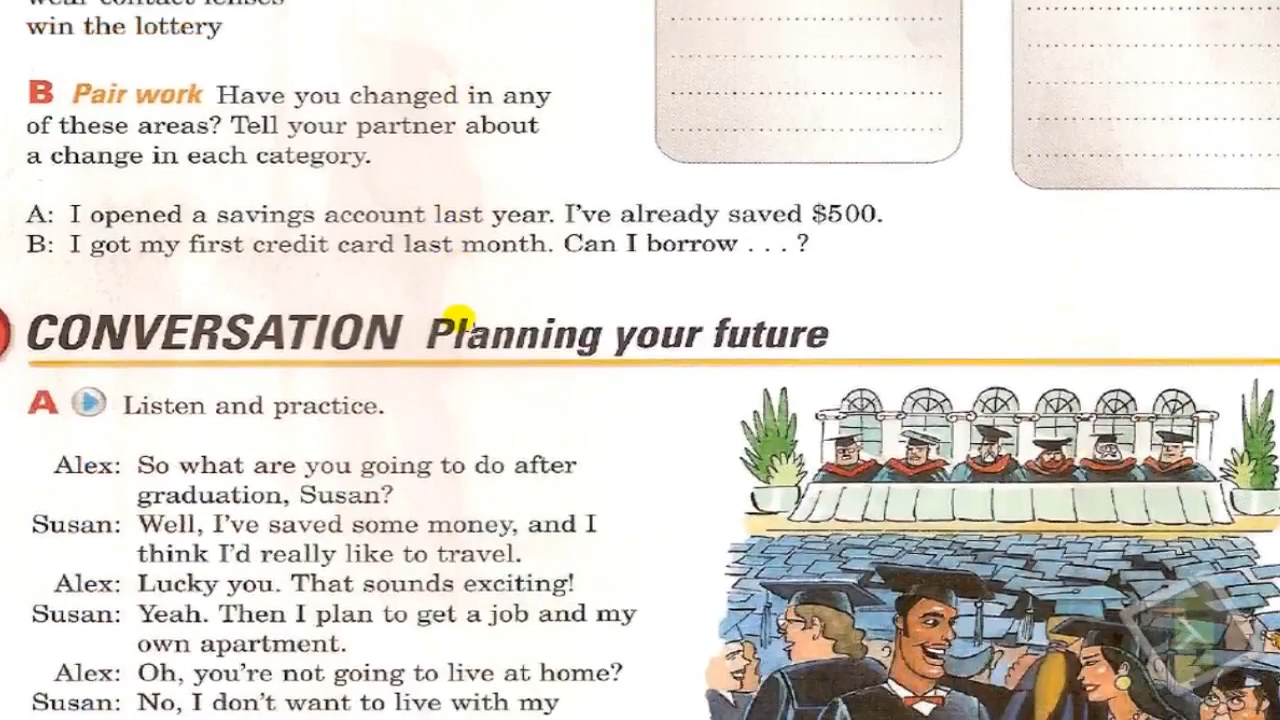 wear contact lenses
win the lottery
B Pair work Have you changed in any
of these areas? Tell your partner about
a change in each category.
A: I opened a savings account last year. I've already saved $500.
B: I got my first credit card last month. Can I borrow . . . ?
CONVERSATION Planning your future
A Listen and practice.
Alex: So what are you going to do after
graduation, Susan?
Susan: Well, I've saved some money, and I
think I'd really like to travel.
Alex: Lucky you. That sounds exciting!
Susan: Yeah. Then I plan to get a job and my
own apartment.
Alex: Oh, you're not going to live at home?
Susan: No, I don't want to live with my